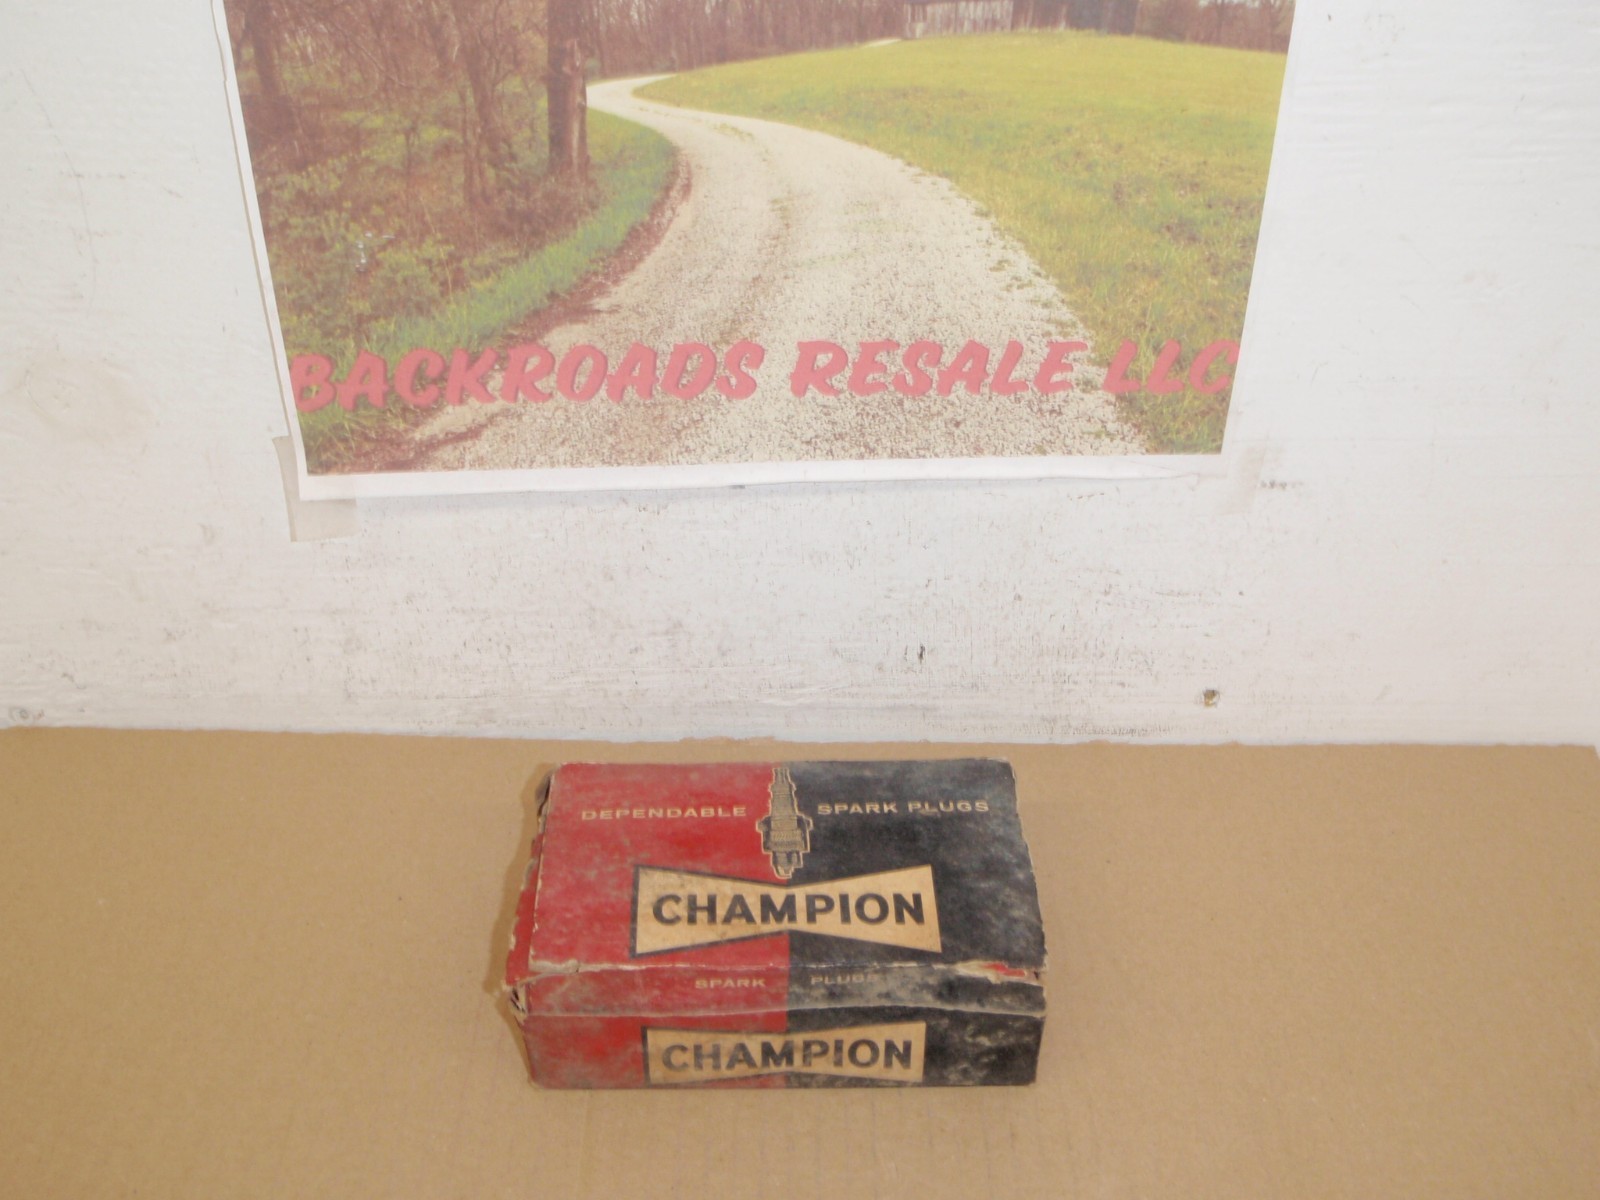 BACKROADS RESALE LLC
DEPENDABLE SPARK PLUGS
CHAMPION
SPARK PLUGS
CHAMPION